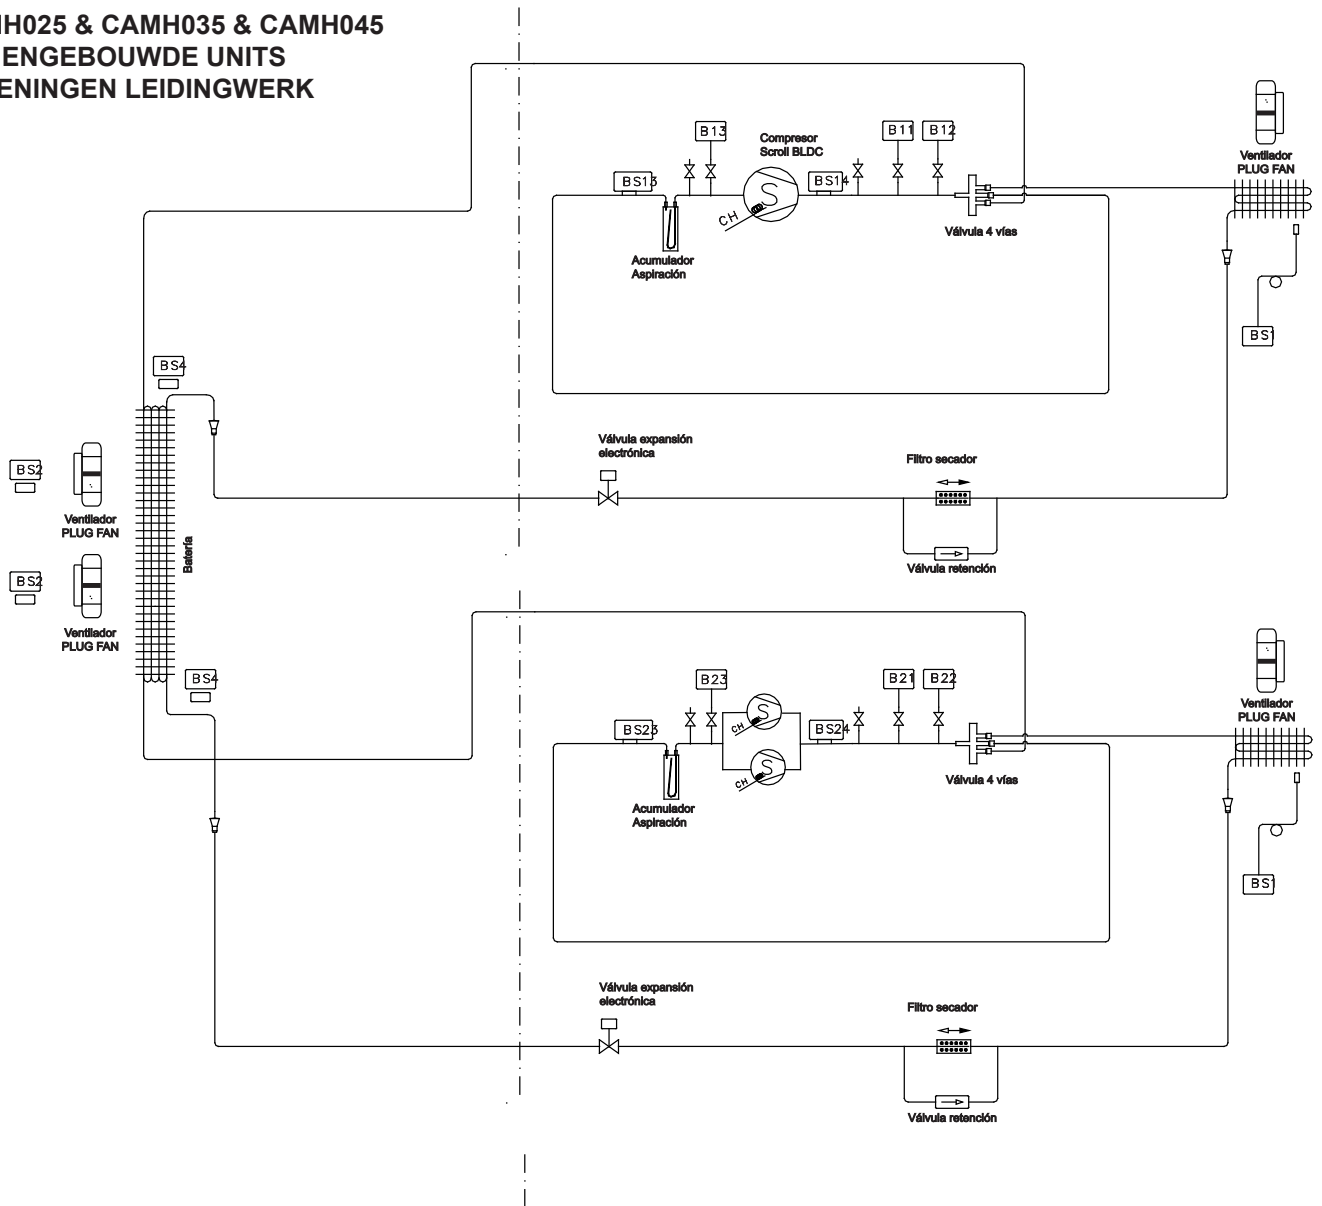 IH025 & CAMH035 & CAMH045
ENGEBOUWDE UNITS
ENINGEN LEIDINGWERK
B13
Compresor
Scroll BLDC
B11
B12
Ventilador
PLUG FAN
BS13
S
BS14
CH
Válvula 4 vías
Acumulador
Aspiración
BS1
BS4
Válvula expansión
electrónica
Filtro secador
BS2
Ventilador
PLUG FAN
Batería
Válvula retención
BS2
Ventilador
PLUG FAN
BS4
B23
B21
B22
Ventilador
PLUG FAN
BS23
S
CH
BS24
S
CH
Válvula 4 vías
Acumulador
Aspiración
BS1
Válvula expansión
electrónica
Filtro secador
Válvula retención